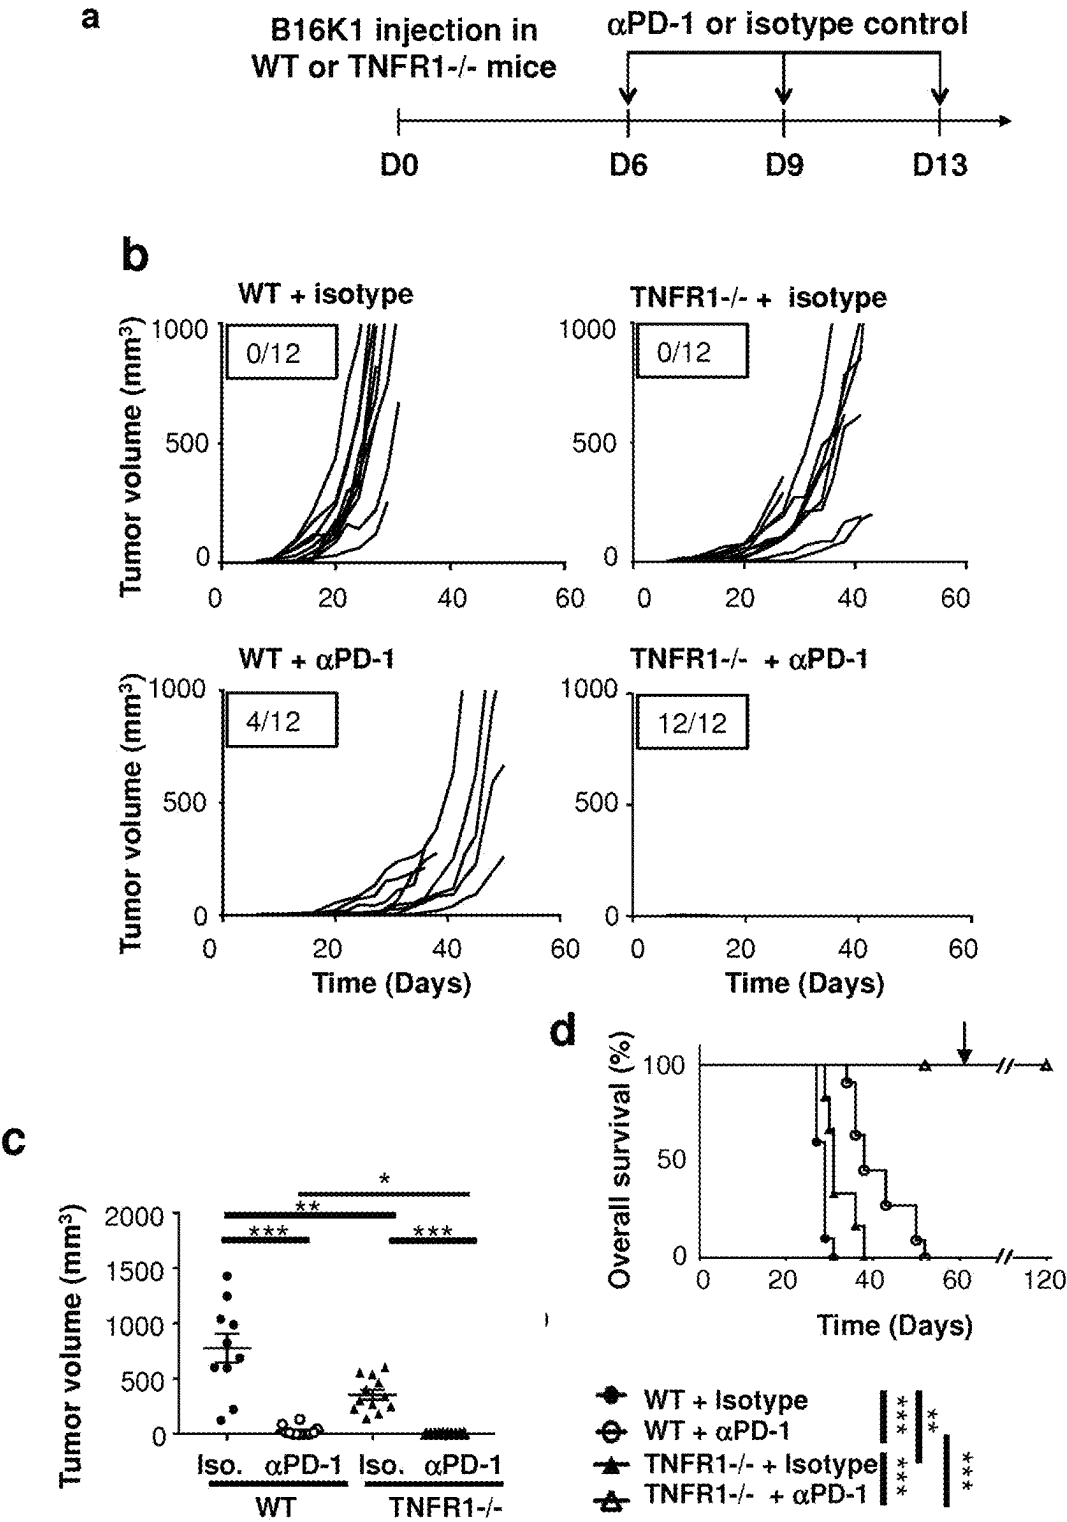 a
B16K1 injection in
WT or TNFR1-/- mice
αPD-1 or isotype control
D0 D6 D9 D13
b
WT + isotype
Tumor volume (mm3)
1000
500
0
0/12
0 20 40 60
TNFR1-/- + isotype
1000
500
0
0/12
0 20 40 60
WT + αPD-1
Tumor volume (mm3)
1000
500
0
4/12
0 20 40 60
Time (Days)
TNFR1-/- + αPD-1
1000
500
0
12/12
0 20 40 60
Time (Days)
c
Tumor volume (mm3)
2000
1500
1000
500
0
*
**
*** ***
Iso. αPD-1 Iso. αPD-1
WT TNFR1-/-
d
Overall survival (%)
100
50
0
0 20 40 60 120
Time (Days)
WT + Isotype
WT + αPD-1
TNFR1-/- + Isotype
TNFR1-/- + αPD-1
***
**
***
***